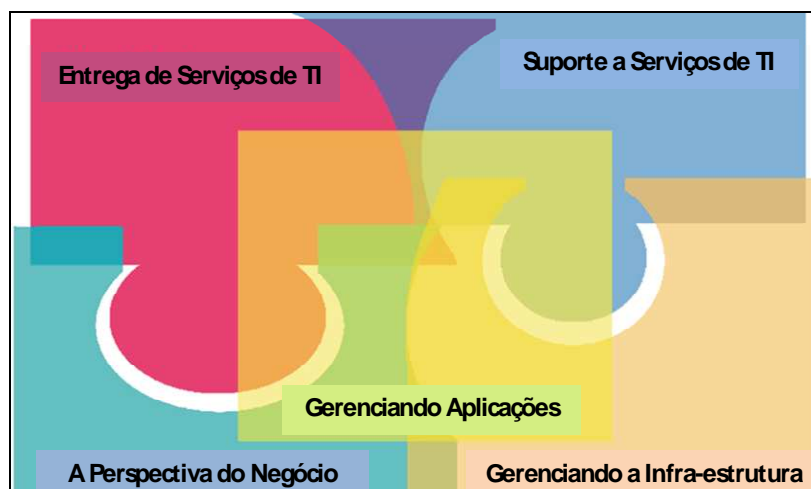 Entrega de Serviços de TI
Suporte a Serviços de TI
Gerenciando Aplicações
A Perspectiva do Negócio
Gerenciando a Infra-estrutura